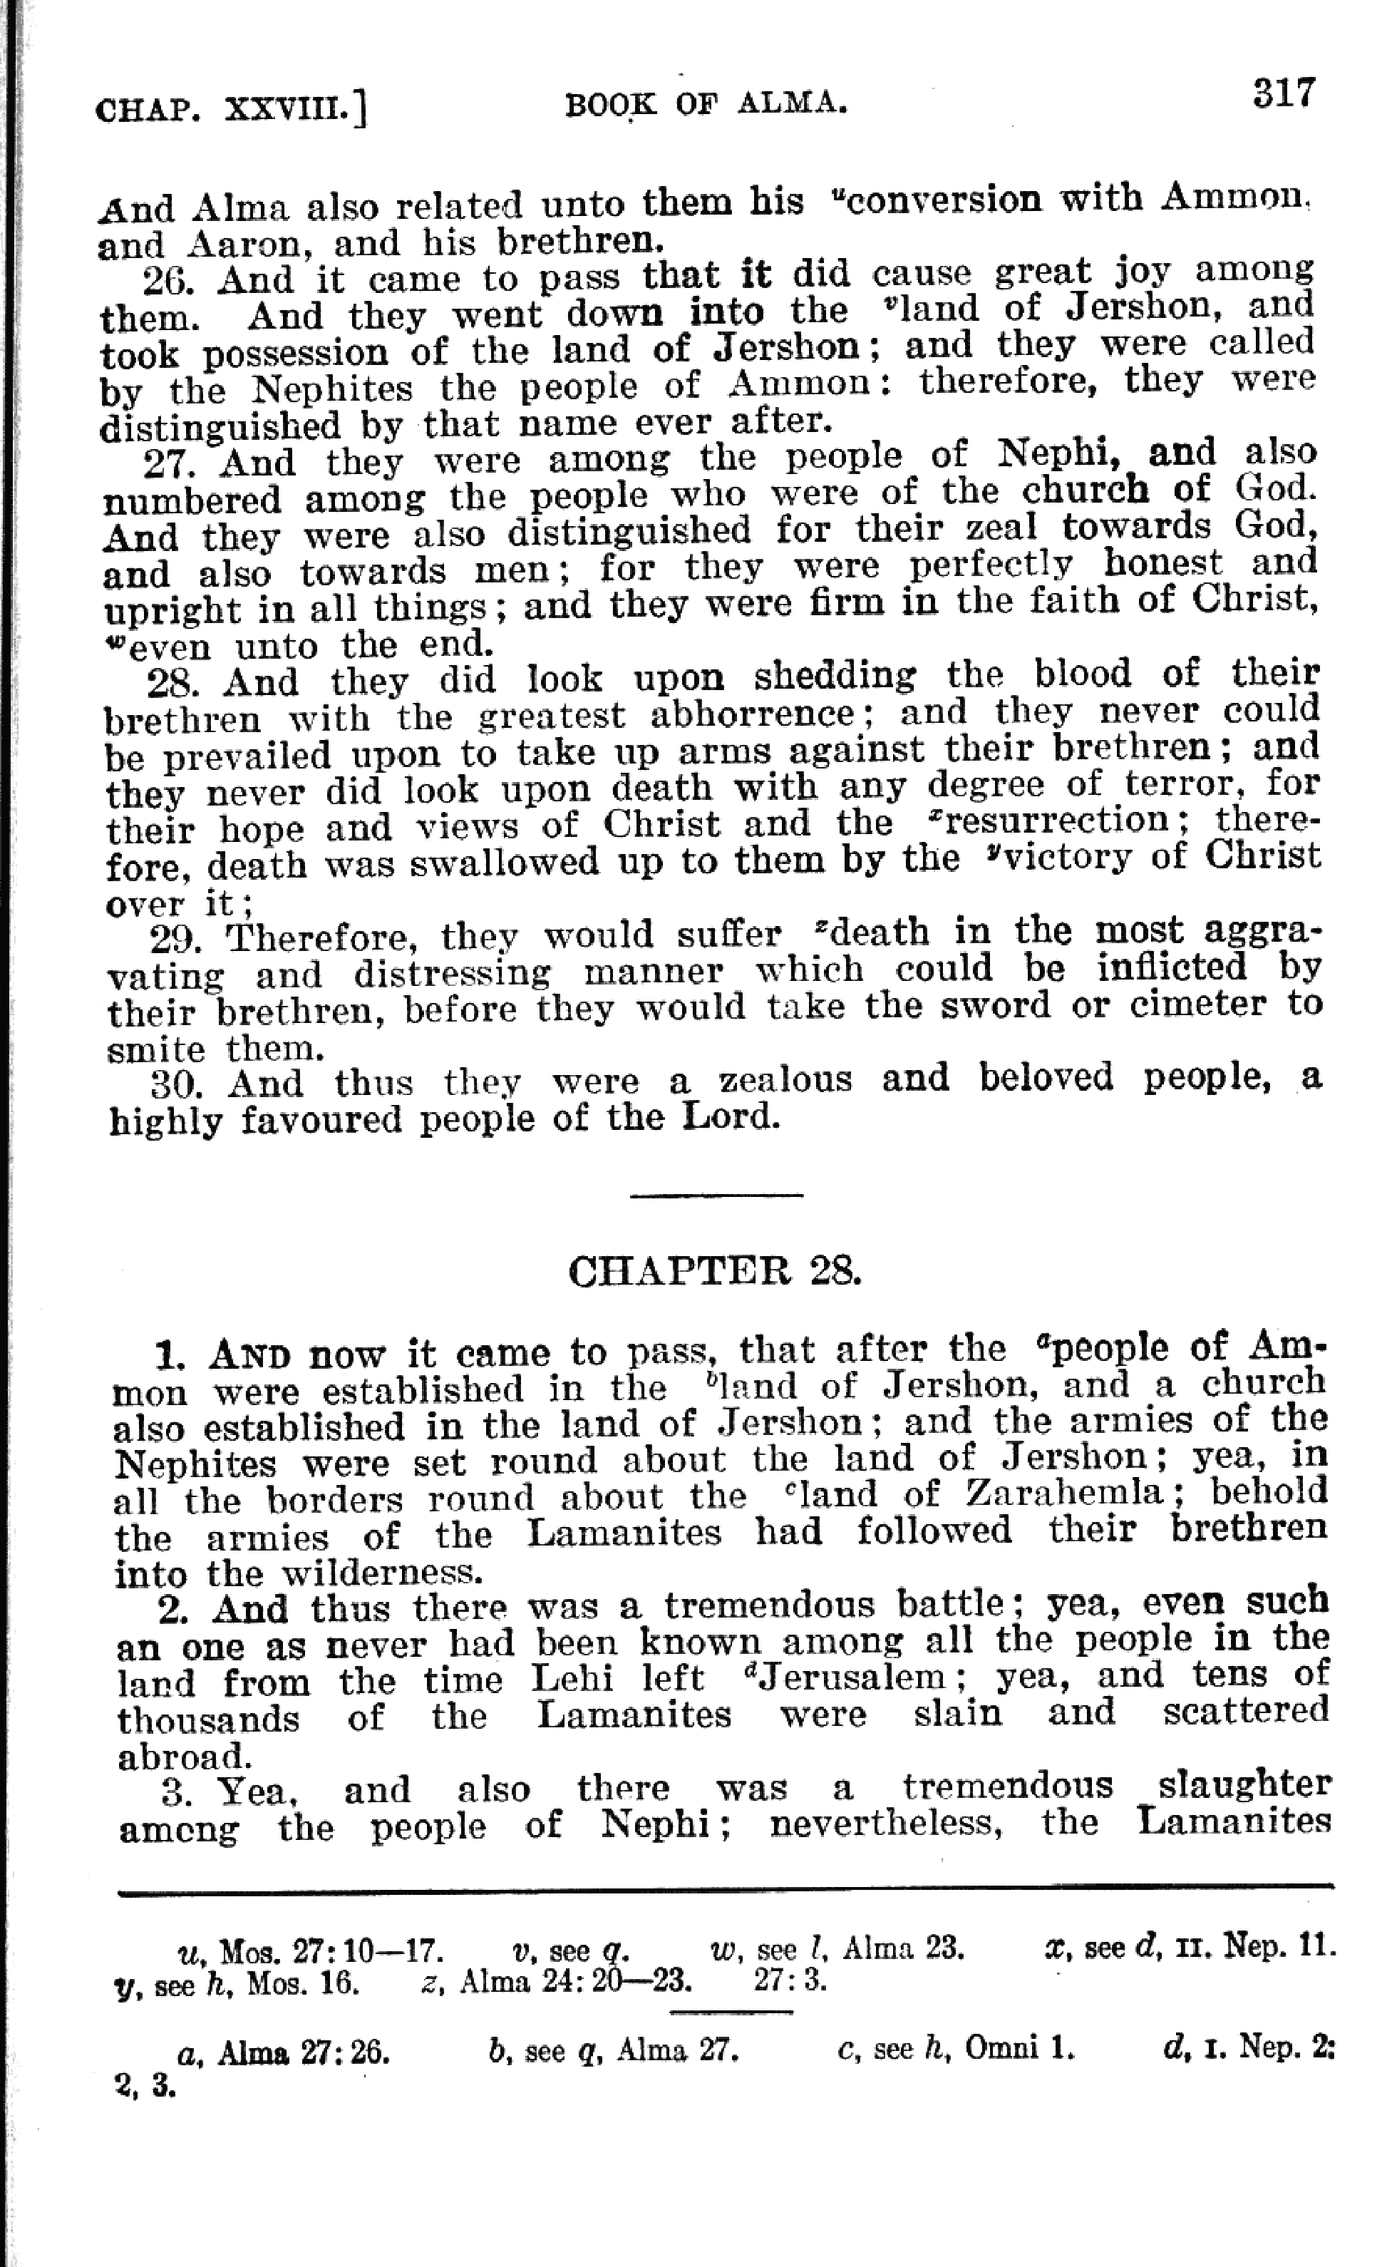 CHAP. XXVIII.] BOOK OF ALMA. 317
And Alma also related unto them his uconversion with Ammon,
and Aaron, and his brethren.
26. And it came to pass that it did cause great joy among
them. And they went down into the vland of Jershon, and
took possession of the land of Jershon; and they were called
by the Nephites the people of Ammon: therefore, they were
distinguished by that name ever after.
27. And they were among the people of Nephi, and also
numbered among the people who were of the church of God.
And they were also distinguished for their zeal towards God,
and also towards men; for they were perfectly honest and
upright in all things; and they were firm in the faith of Christ,
weven unto the end.
28. And they did look upon shedding the blood of their
brethren with the greatest abhorrence; and they never could
be prevailed upon to take up arms against their brethren; and
they never did look upon death with any degree of terror, for
their hope and views of Christ and the xresurrection; there-
fore, death was swallowed up to them by the yvictory of Christ
over it;
29. Therefore, they would suffer zdeath in the most aggra-
vating and distressing manner which could be inflicted by
their brethren, before they would take the sword or cimeter to
smite them.
30. And thus they were a zealous and beloved people, a
highly favoured people of the Lord.
CHAPTER 28.
1. AND now it came to pass, that after the apeople of Am-
mon were established in the bland of Jershon, and a church
also established in the land of Jershon; and the armies of the
Nephites were set round about the land of Jershon; yea, in
all the borders round about the cland of Zarahemla; behold
the armies of the Lamanites had followed their brethren
into the wilderness.
2. And thus there was a tremendous battle; yea, even such
an one as never had been known among all the people in the
land from the time Lehi left dJerusalem; yea, and tens of
thousands of the Lamanites were slain and scattered
abroad.
3. Yea, and also there was a tremendous slaughter
among the people of Nephi; nevertheless, the Lamanites
u, Mos. 27: 10—17. v, see q. w, see l, Alma 23. x, see d, II. Nep. 11.
y, see h, Mos. 16. z, Alma 24: 20—23. 27: 3.
a, Alma 27: 26. b, see q, Alma 27. c, see h, Omni 1. d, I. Nep. 2:
2, 3.